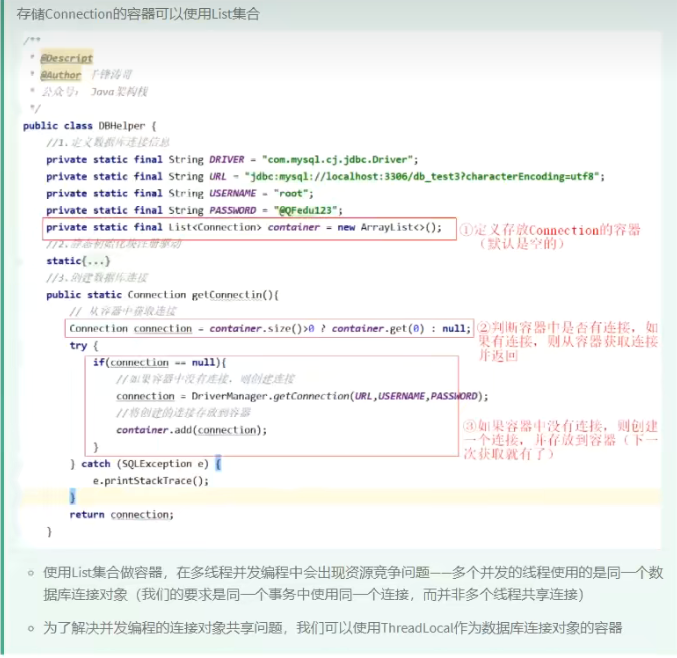 存储Connection的容器可以使用List集合
/**
* @Descript
* @Author 千锋涛哥
* 公众号： Java架构栈
*/
public class DBHelper {
//1.定义数据库连接信息
private static final String DRIVER = "com.mysql.cj.jdbc.Driver";
private static final String URL = "jdbc:mysql://localhost:3306/db_test3?characterEncoding=utf8";
private static final String USERNAME = "root";
private static final String PASSWORD = "@QFedu123";
private static final List<Connection> container = new ArrayList<>();
①定义存放Connection的容器
（默认是空的）
//2.静态初始化块注册驱动
static{...}
//3.创建数据库连接
public static Connection getConnectin(){
// 从容器中获取连接
Connection connection = container.size()>0 ? container.get(0) : null;
②判断容器中是否有连接，如
果有连接，则从容器获取连接
并返回
try {
if(connection == null){
//如果容器中没有连接，则创建连接
connection = DriverManager.getConnection(URL,USERNAME,PASSWORD);
//将创建的连接存放到容器
container.add(connection);
}
③如果容器中没有连接，则创建
一个连接，并存放到容器（下一
次获取就有了）
} catch (SQLException e) {
e.printStackTrace();
}
return connection;
}
使用List集合做容器，在多线程并发编程中会出现资源竞争问题——多个并发的线程使用的是同一个数
据库连接对象（我们的要求是同一个事务中使用同一个连接，而并非多个线程共享连接）
为了解决并发编程的连接对象共享问题，我们可以使用ThreadLocal作为数据库连接对象的容器